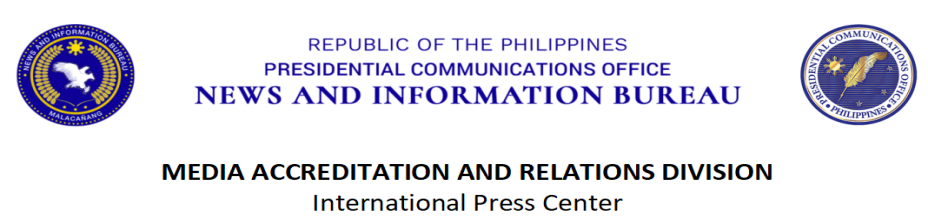 NEWS AND INFORMATION BUREAU
MALACAÑANG
REPUBLIC OF THE PHILIPPINES
PRESIDENTIAL COMMUNICATIONS OFFICE
NEWS AND INFORMATION BUREAU
PRESIDENTIAL COMMUNICATIONS OFFICE
PHILIPPINES
MEDIA ACCREDITATION AND RELATIONS DIVISION
International Press Center